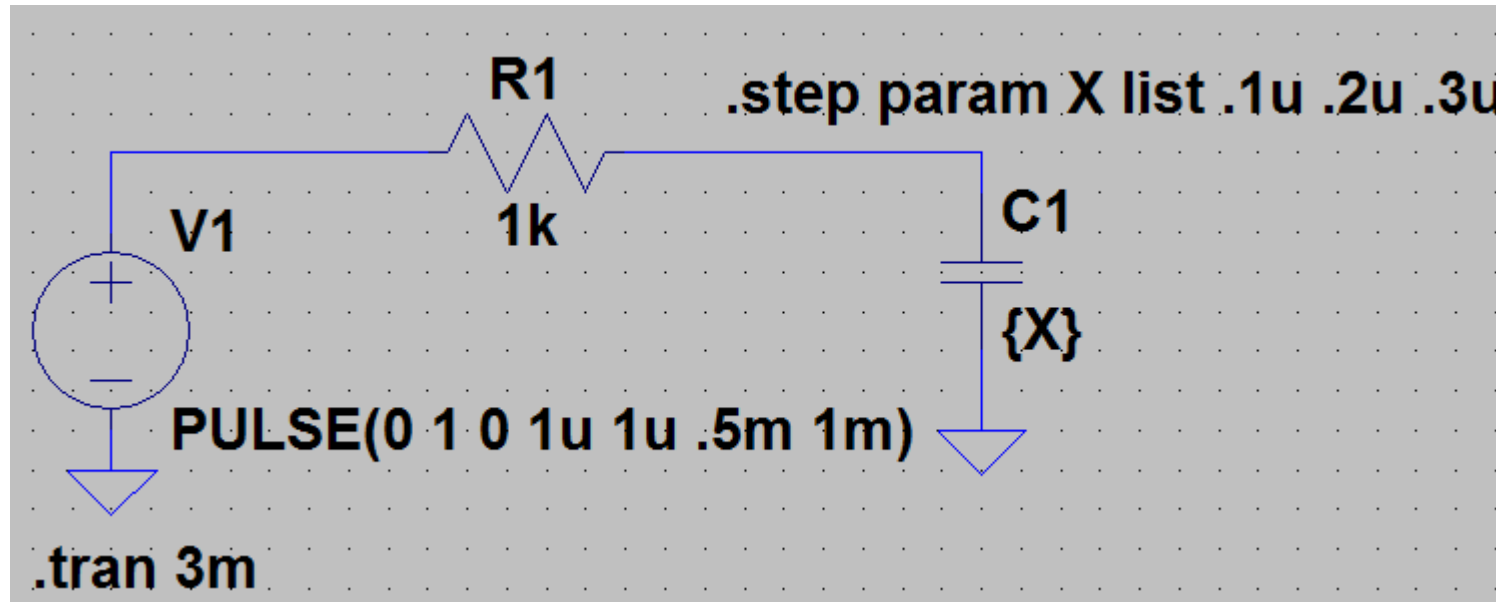 R1
.step param X list .1u .2u .3u
V1
1k
C1
{X}
PULSE(0 1 0 1u 1u .5m 1m)
.tran 3m